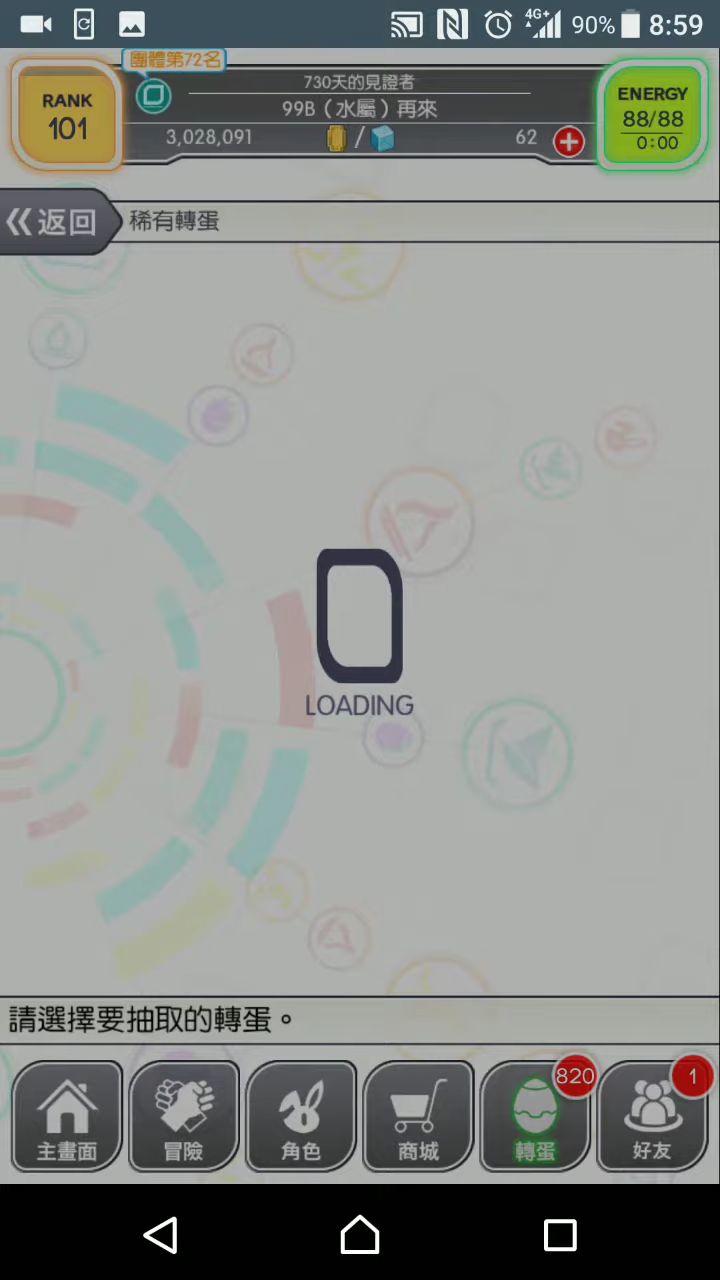 4G+ 90% 8:59
團體第72名
RANK
101
730天的見證者
99B（水屬）再來
3,028,091 / 62
ENERGY
88/88
0:00
返回
稀有轉蛋
LOADING
請選擇要抽取的轉蛋。
820 1
主畫面 冒險 角色 商城 轉蛋 好友